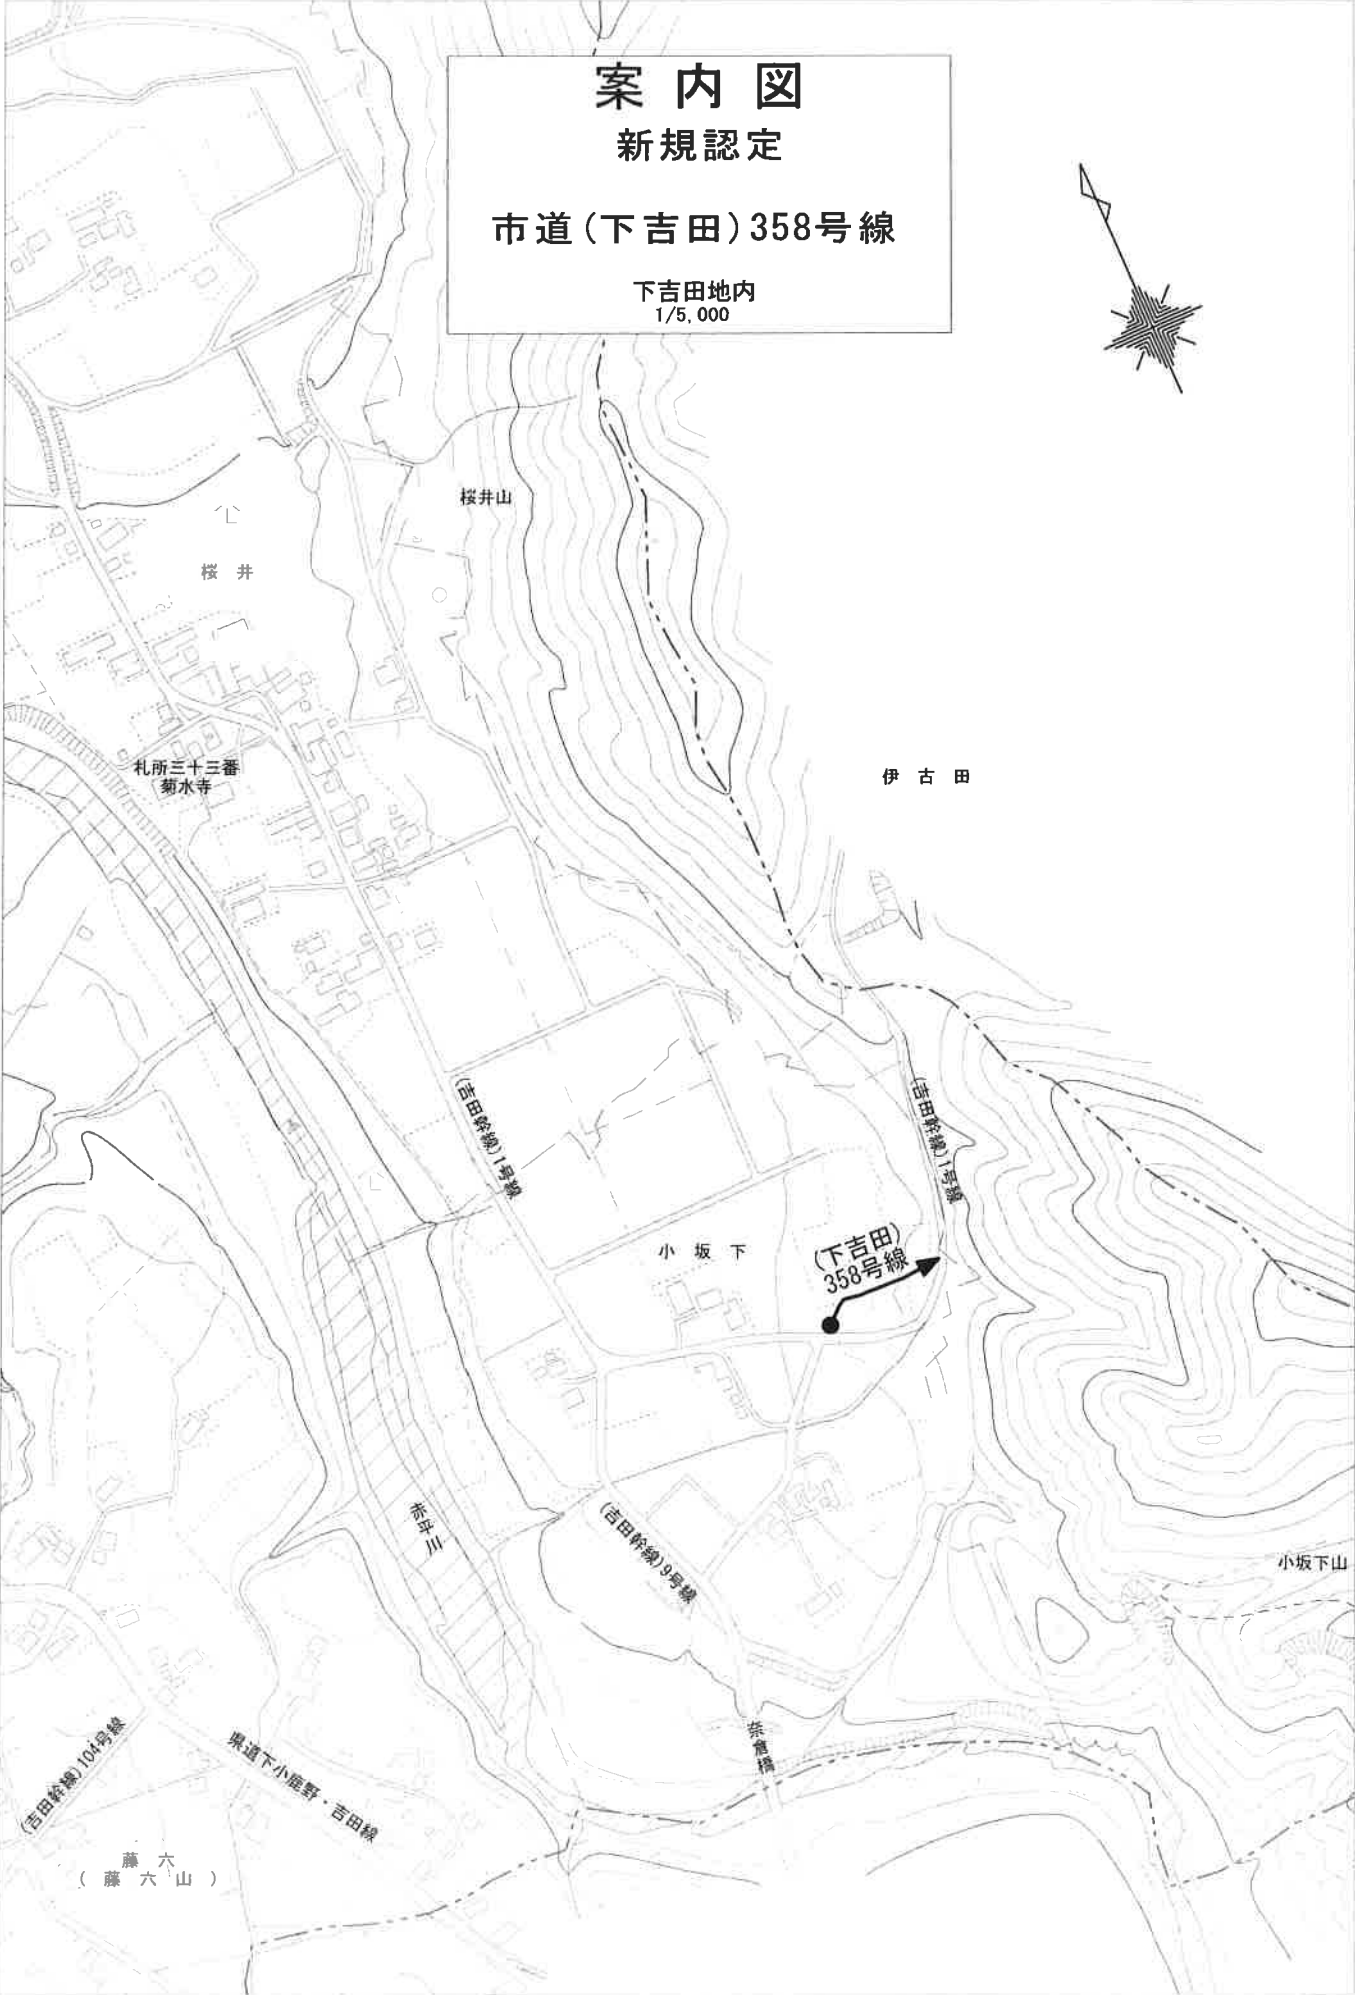 案内図
新規認定
市道(下吉田)358号線
下吉田地内
1/5,000
桜井山
桜井
札所三十三番
菊水寺
伊古田
(吉田幹線)1号線
(吉田幹線)1号線
小坂下
(下吉田)
358号線
赤平川
(吉田幹線)9号線
小坂下山
奈倉橋
(吉田幹線)104号線
県道下小鹿野・吉田線
藤六
(藤六山)